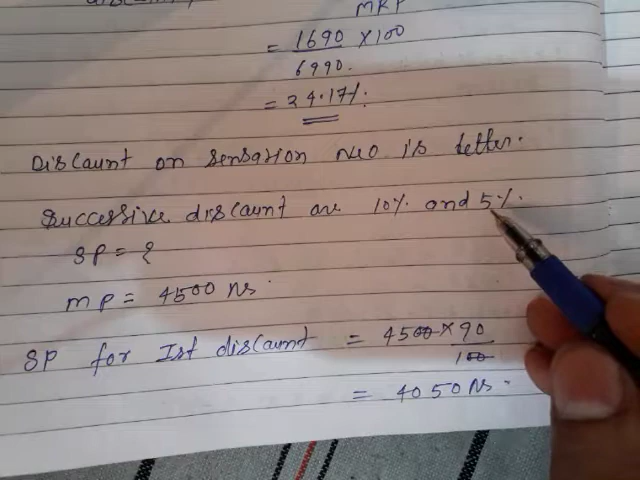 MRP
= 1690 × 100
6990.
= 24.17%.
Discount on Sensation Neo is better.
Successive discount are 10% and 5%.
SP = ?
MP = 4500 Rs.
SP for Ist discount = 4500 × 90
100
= 4050 Rs.